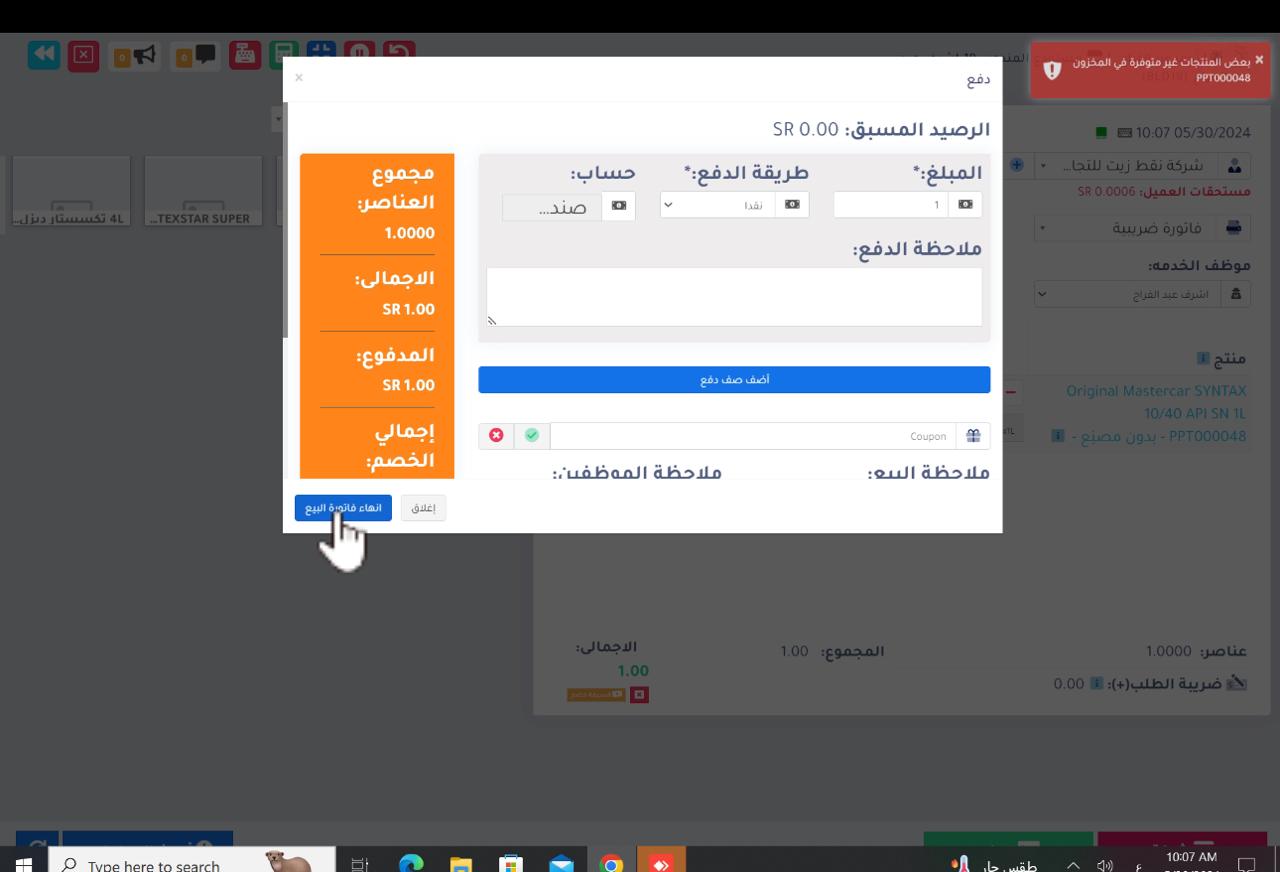 بعض المنتجات غير متوفرة في المخزون
PPT000048
10:07 05/30/2024
شركة نقط زيت للتجا...
مستحقات العميل: SR 0.0006
فاتورة ضريبية
موظف الخدمه:
اشرف عبد الفراج
منتج
Original Mastercar SYNTAX
10/40 API SN 1L
PPT000048 - بدون مصنع -
عناصر: 1.0000
المجموع: 1.00
الاجمالى:
1.00
ضريبة الطلب(+): 0.00
0
0
TEXSTAR SUPER...
4L تكسستار ديزل...
دفع
الرصيد المسبق: SR 0.00
المبلغ:*
طريقة الدفع:*
حساب:
1
نقدا
صند...
ملاحظة الدفع:
أضف صف دفع
Coupon
ملاحظة البيع:
ملاحظة الموظفين:
مجموع
العناصر:
1.0000
الاجمالى:
SR 1.00
المدفوع:
SR 1.00
إجمالي
الخصم:
إغلاق
انهاء فاتورة البيع
Type here to search
طقس حار
ع
10:07 AM